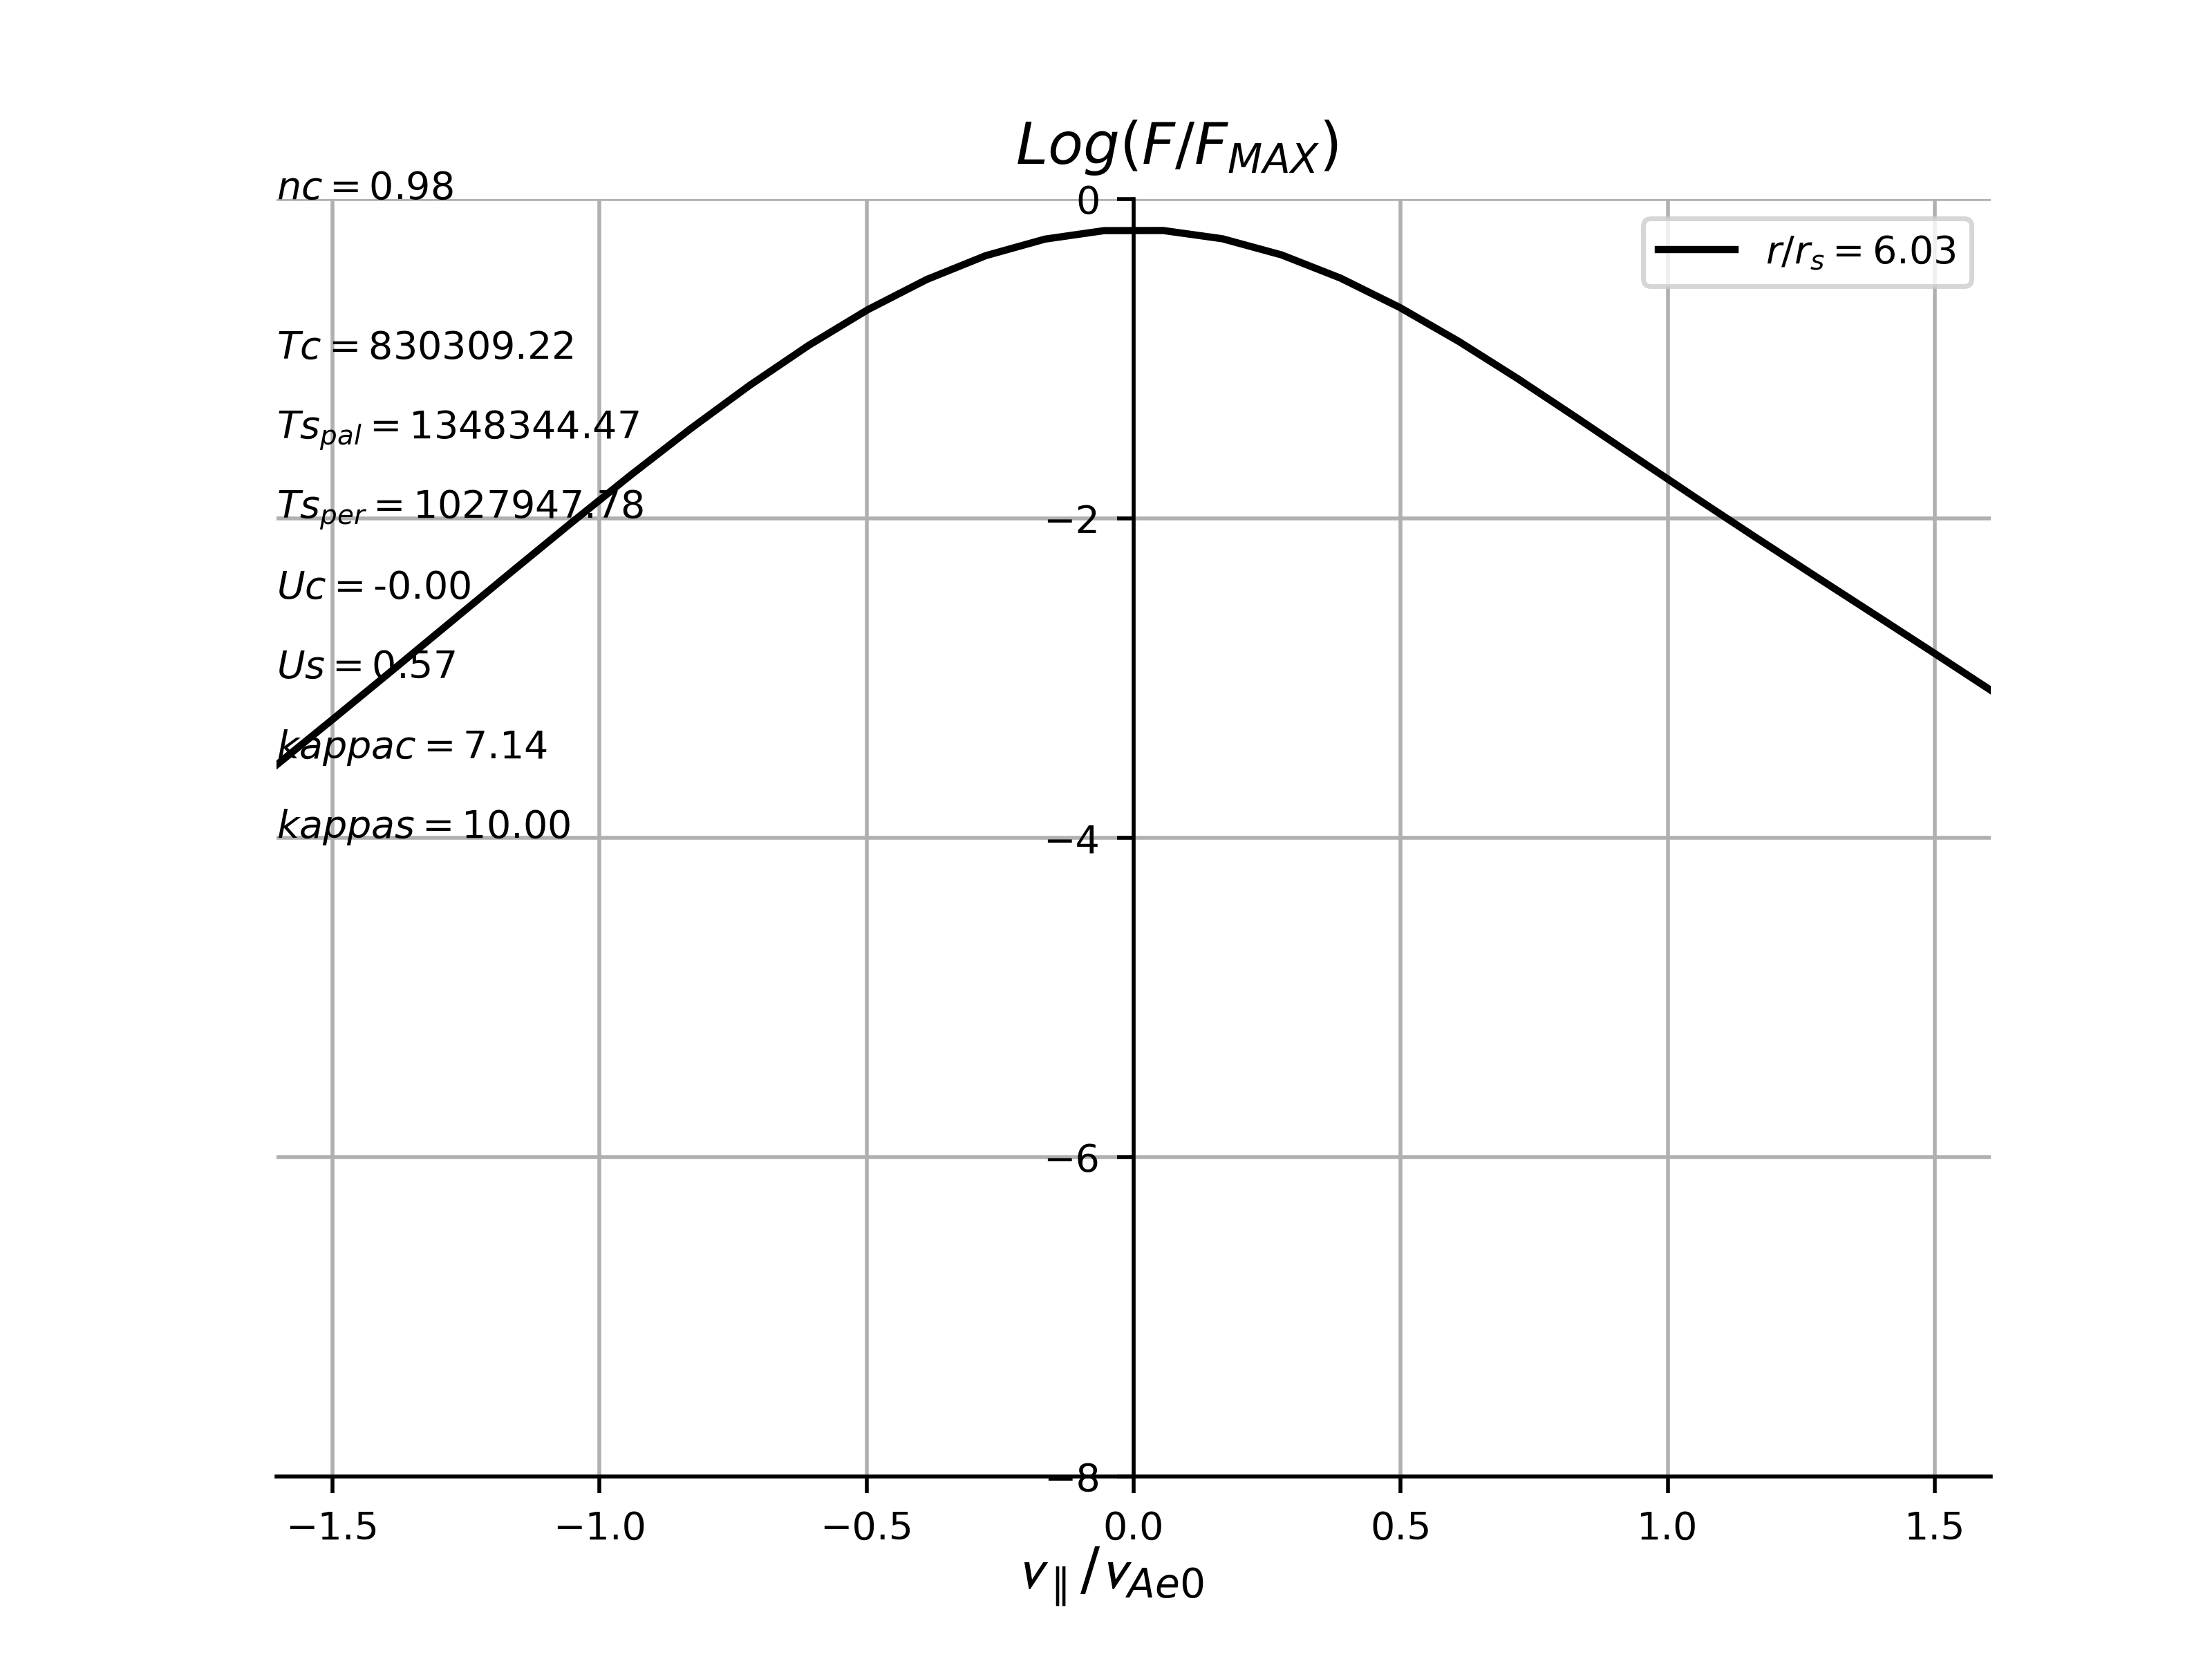 Log(F/F_MAX)
nc = 0.98
0
r/r_s = 6.03
Tc = 830309.22
Ts_pal = 1348344.47
Ts_per = 1027947.78
−2
Uc = -0.00
Us = 0.57
kappac = 7.14
kappas = 10.00
−4
−6
−8
−1.5 −1.0 −0.5 0.0 0.5 1.0 1.5
v_∥/v_Ae0